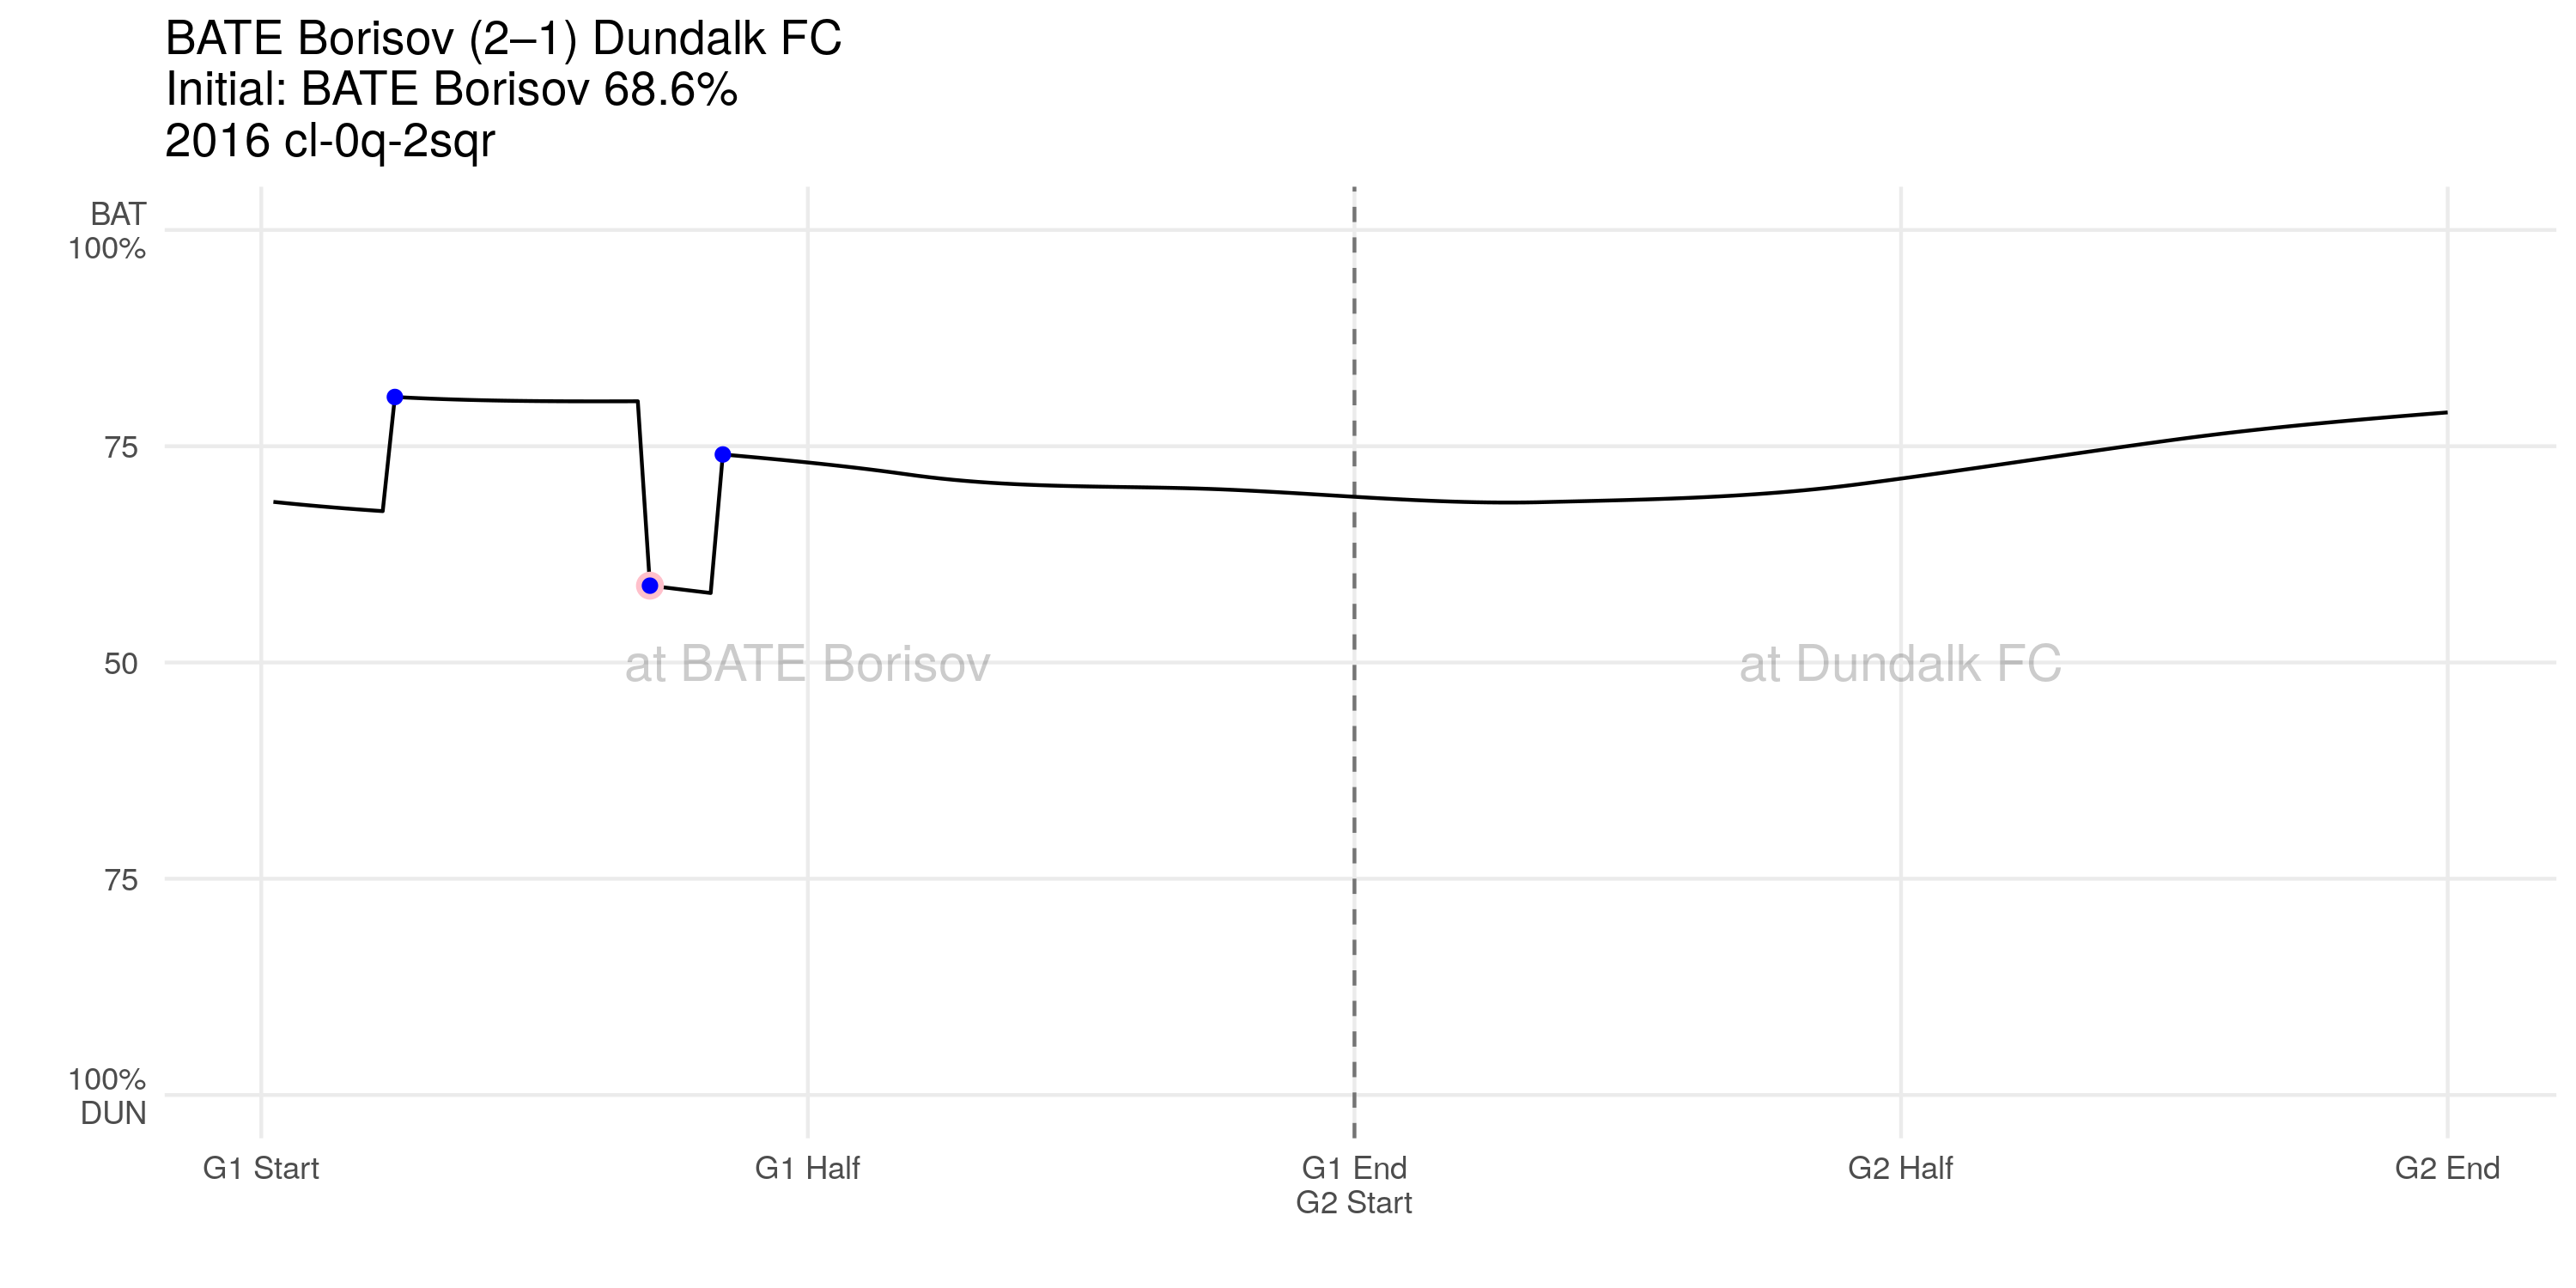 BATE Borisov (2–1) Dundalk FC
Initial: BATE Borisov 68.6%
2016 cl-0q-2sqr
BAT
100%
75
50
75
100%
DUN
at BATE Borisov
at Dundalk FC
G1 Start
G1 Half
G1 End
G2 Start
G2 Half
G2 End